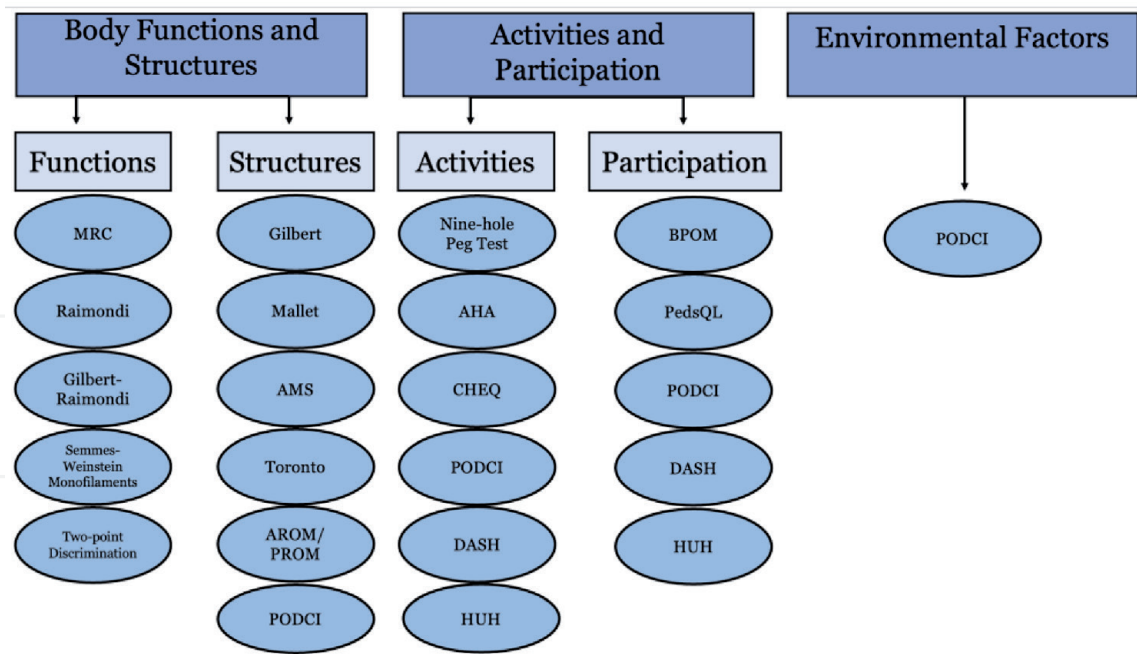 Body Functions and
Structures
Activities and
Participation
Environmental Factors
Functions
Structures
Activities
Participation
MRC
Raimondi
Gilbert-
Raimondi
Semmes-
Weinstein
Monofilaments
Two-point
Discrimination
Gilbert
Mallet
AMS
Toronto
AROM/
PROM
PODCI
Nine-hole
Peg Test
AHA
CHEQ
PODCI
DASH
HUH
BPOM
PedsQL
PODCI
DASH
HUH
PODCI